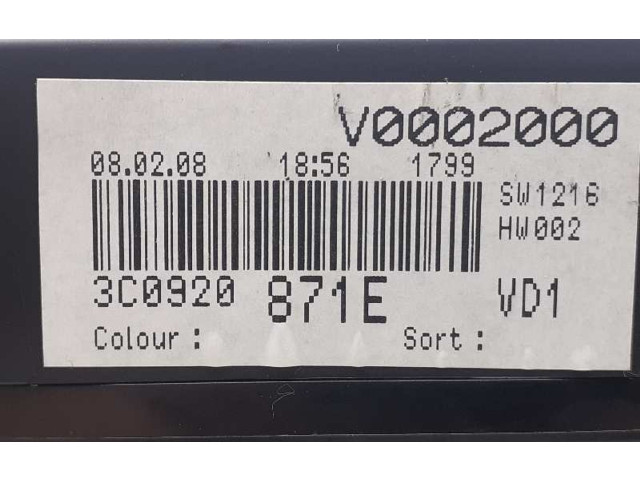 V0002000
08.02.08 18:56 1799
SW1216
HW002
3C0920 871E VD1
Colour : Sort :